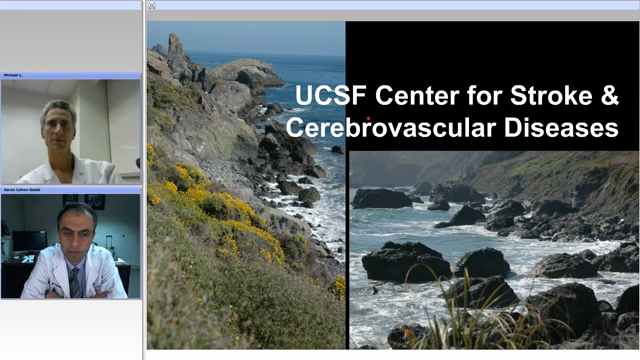 Michael L.
Aaron Cohen-Gadol
UCSF Center for Stroke &
Cerebrovascular Diseases